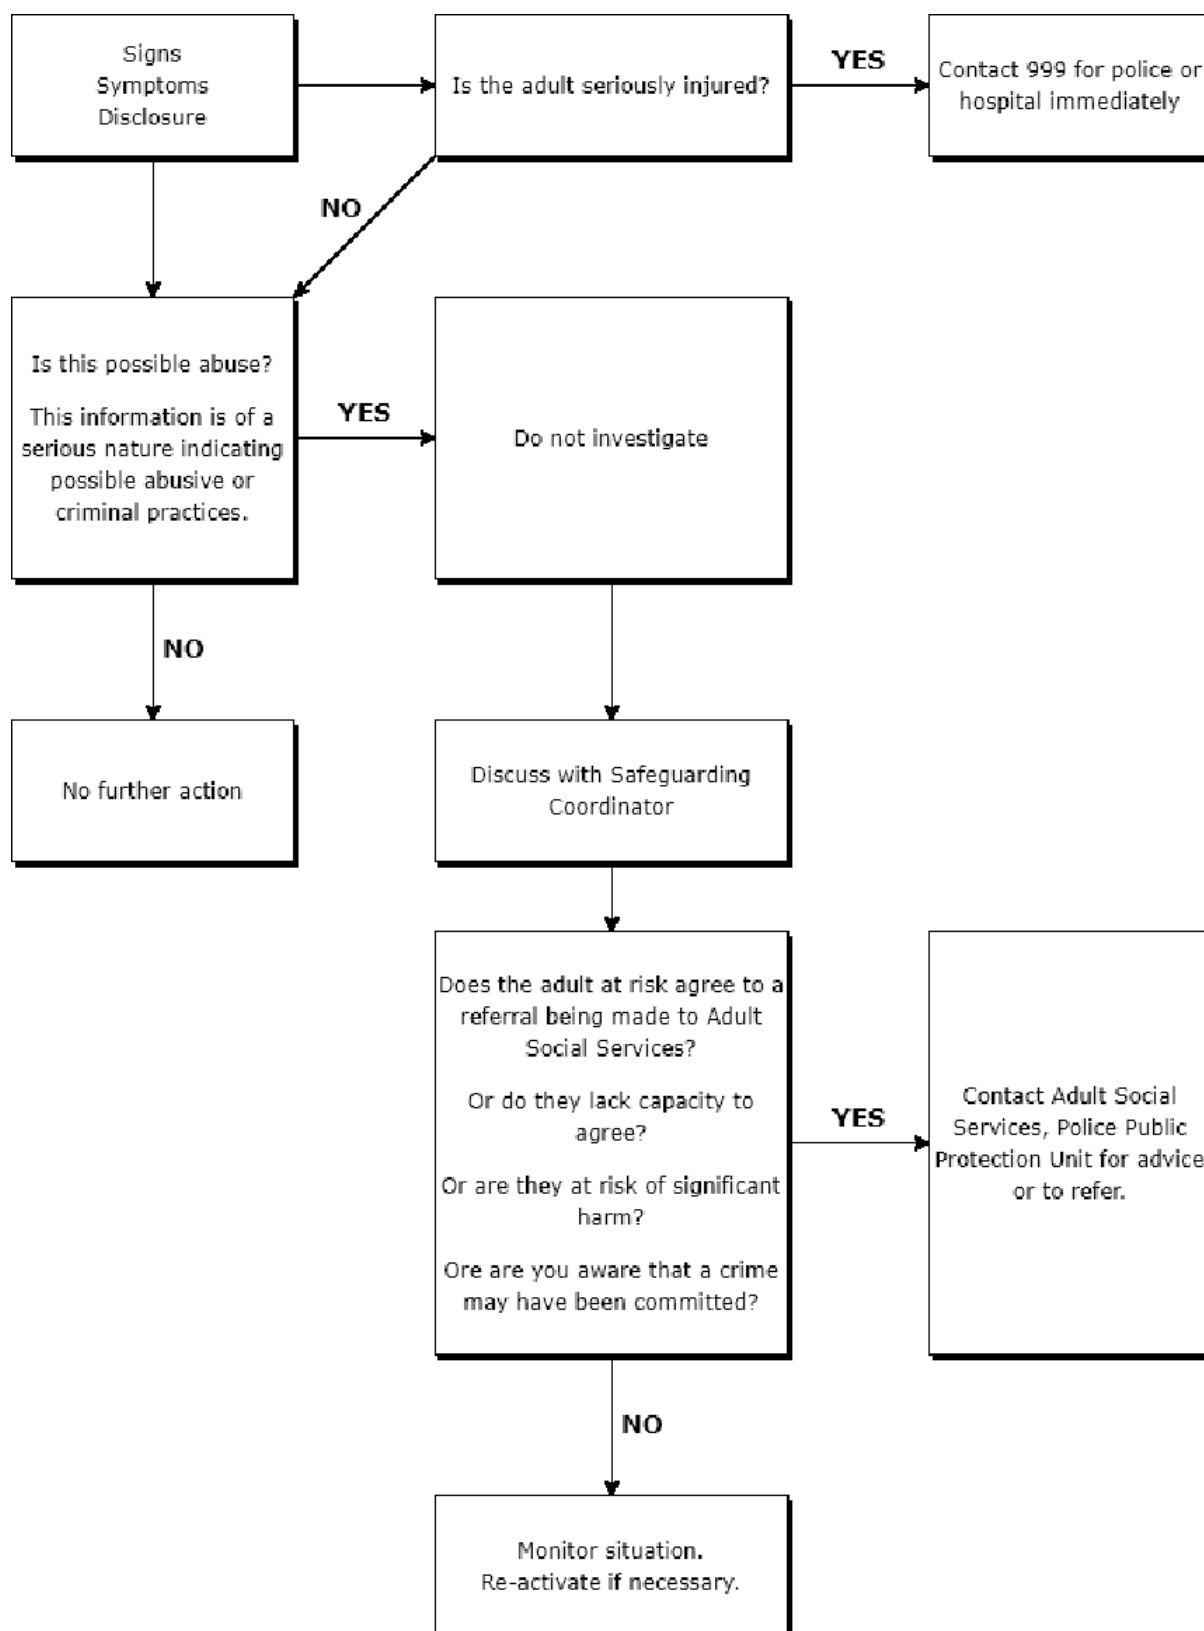 Signs
Symptoms
Disclosure
Is the adult seriously injured?
YES
Contact 999 for police or
hospital immediately
NO
Is this possible abuse?
This information is of a
serious nature indicating
possible abusive or
criminal practices.
YES
Do not investigate
NO
No further action
Discuss with Safeguarding
Coordinator
Does the adult at risk agree to a
referral being made to Adult
Social Services?
Or do they lack capacity to
agree?
Or are they at risk of significant
harm?
Ore are you aware that a crime
may have been committed?
YES
Contact Adult Social
Services, Police Public
Protection Unit for advice
or to refer.
NO
Monitor situation.
Re-activate if necessary.